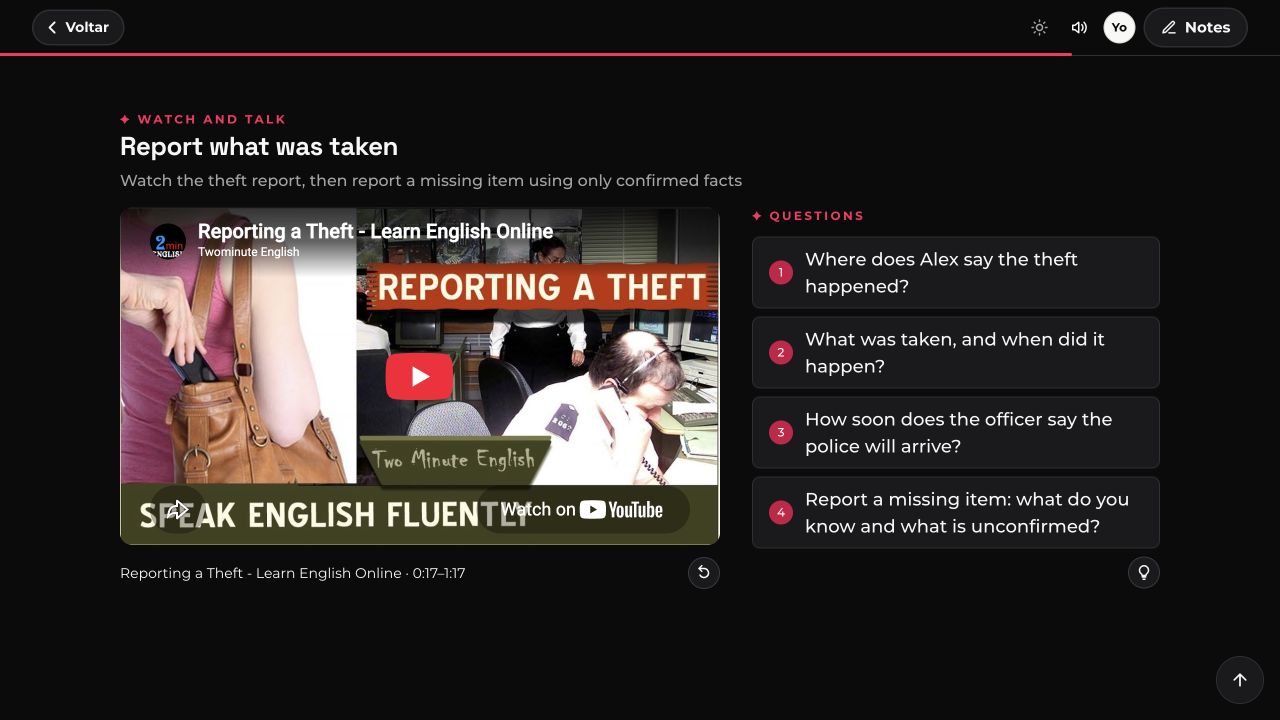 Voltar
Yo
Notes
WATCH AND TALK
Report what was taken
Watch the theft report, then report a missing item using only confirmed facts
2min
ENGLISH
Reporting a Theft - Learn English Online
Twominute English
REPORTING A THEFT
Two Minute English
SPEAK ENGLISH FLUENTLY
Watch on YouTube
Reporting a Theft - Learn English Online · 0:17–1:17
QUESTIONS
1
Where does Alex say the theft
happened?
2
What was taken, and when did it
happen?
3
How soon does the officer say the
police will arrive?
4
Report a missing item: what do you
know and what is unconfirmed?